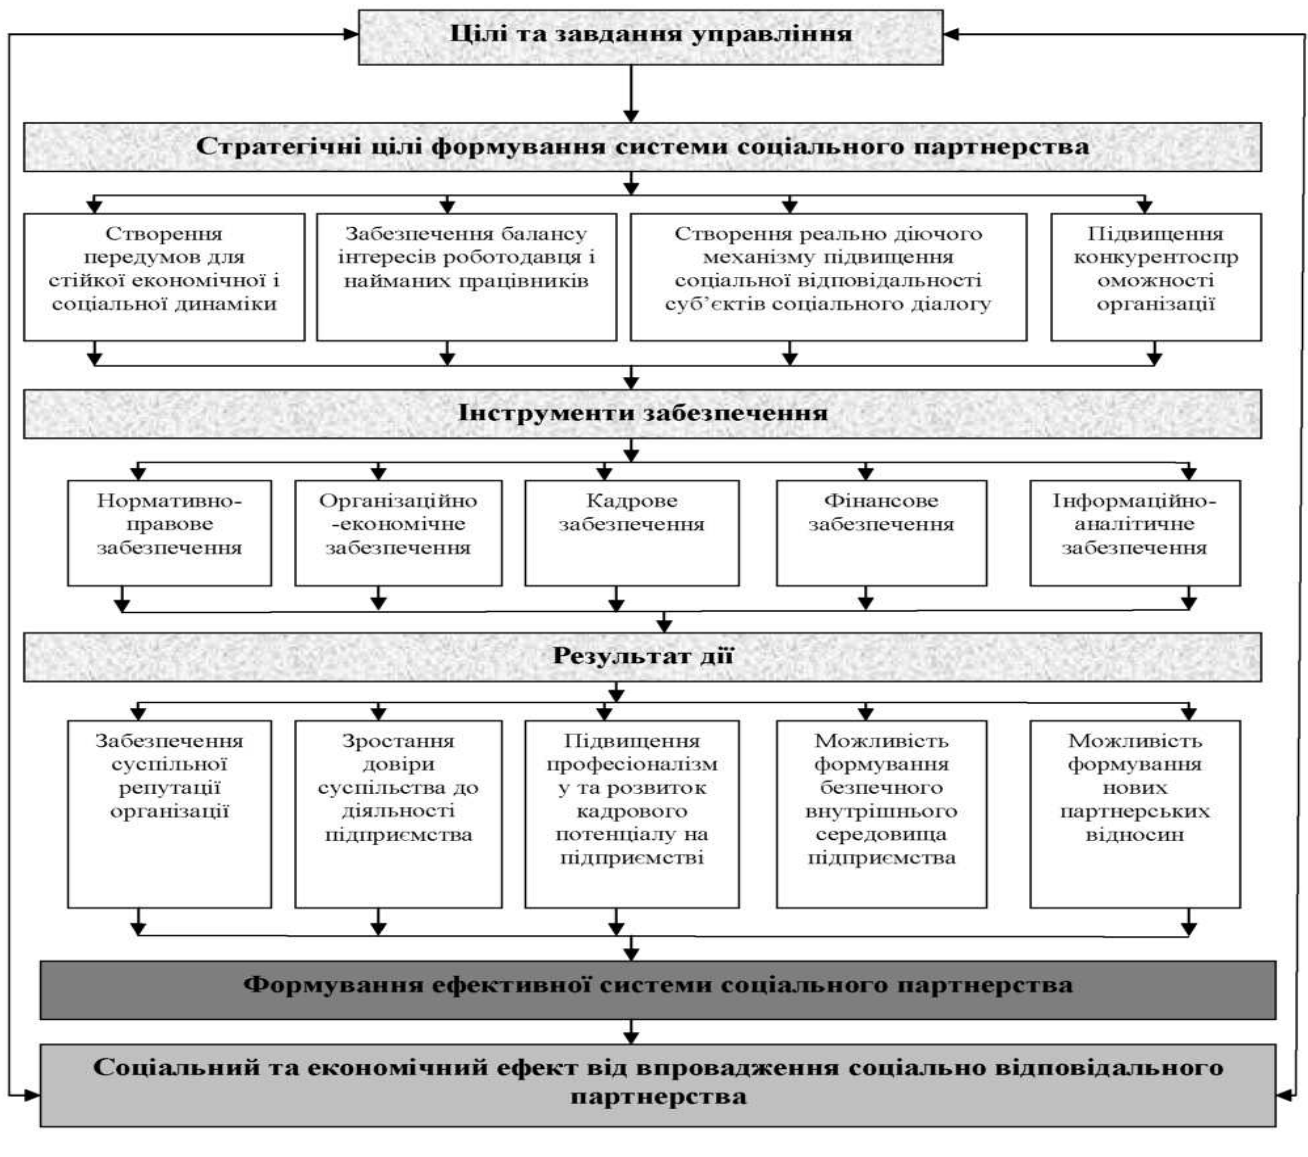 Цілі та завдання управління
Стратегічні цілі формування системи соціального партнерства
Створення
передумов для
стійкої економічної і
соціальної динаміки
Забезпечення балансу
інтересів роботодавця і
найманих працівників
Створення реально діючого
механізму підвищення
соціальної відповідальності
суб’єктів соціального діалогу
Підвищення
конкурентоспр
оможності
організації
Інструменти забезпечення
Нормативно-
правове
забезпечення
Організаційно
-економічне
забезпечення
Кадрове
забезпечення
Фінансове
забезпечення
Інформаційно-
аналітичне
забезпечення
Результат дії
Забезпечення
суспільної
репутації
організації
Зростання
довіри
суспільства до
діяльності
підприємства
Підвищення
професіоналізм
у та розвиток
кадрового
потенціалу на
підприємстві
Можливість
формування
безпечного
внутрішнього
середовища
підприємства
Можливість
формування
нових
партнерських
відносин
Формування ефективної системи соціального партнерства
Соціальний та економічний ефект від впровадження соціально відповідального
партнерства